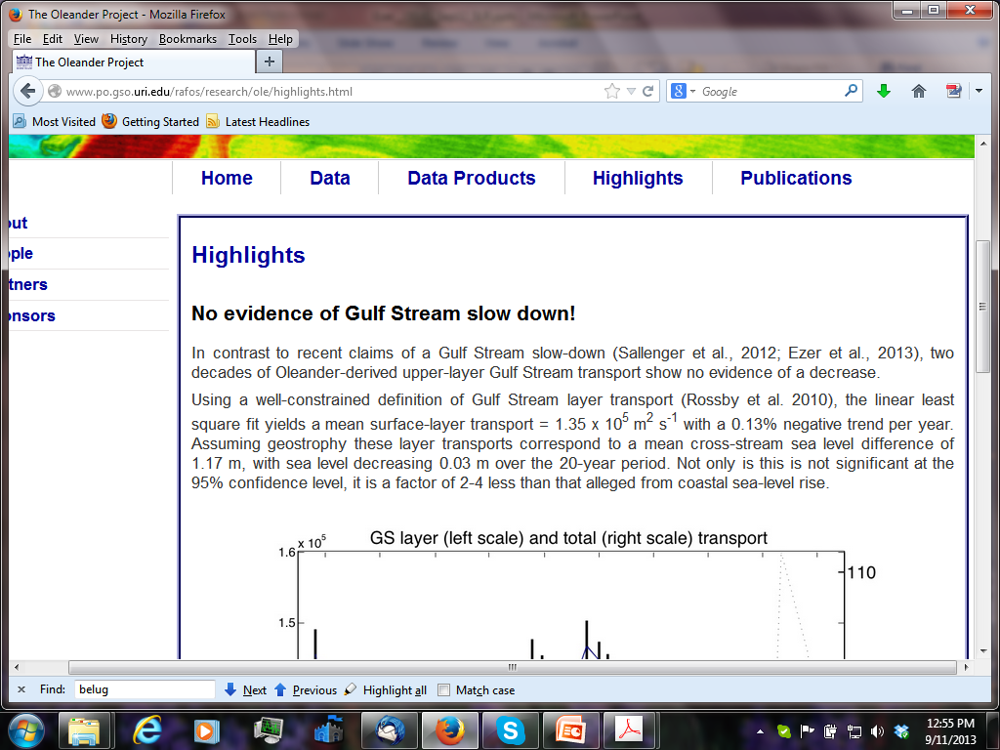 The Oleander Project - Mozilla Firefox
File Edit View History Bookmarks Tools Help
The Oleander Project
www.po.gso.uri.edu/rafos/research/ole/highlights.html
Google
Most Visited Getting Started Latest Headlines
Home Data Data Products Highlights Publications
out
ople
tners
onsors
Highlights
No evidence of Gulf Stream slow down!
In contrast to recent claims of a Gulf Stream slow-down (Sallenger et al., 2012; Ezer et al., 2013), two
decades of Oleander-derived upper-layer Gulf Stream transport show no evidence of a decrease.
Using a well-constrained definition of Gulf Stream layer transport (Rossby et al. 2010), the linear least
square fit yields a mean surface-layer transport = 1.35 x 10⁵ m² s⁻¹ with a 0.13% negative trend per year.
Assuming geostrophy these layer transports correspond to a mean cross-stream sea level difference of
1.17 m, with sea level decreasing 0.03 m over the 20-year period. Not only is this is not significant at the
95% confidence level, it is a factor of 2-4 less than that alleged from coastal sea-level rise.
GS layer (left scale) and total (right scale) transport
x 10⁵
1.6
110
1.5
Find: belug Next Previous Highlight all Match case
12:55 PM
9/11/2013